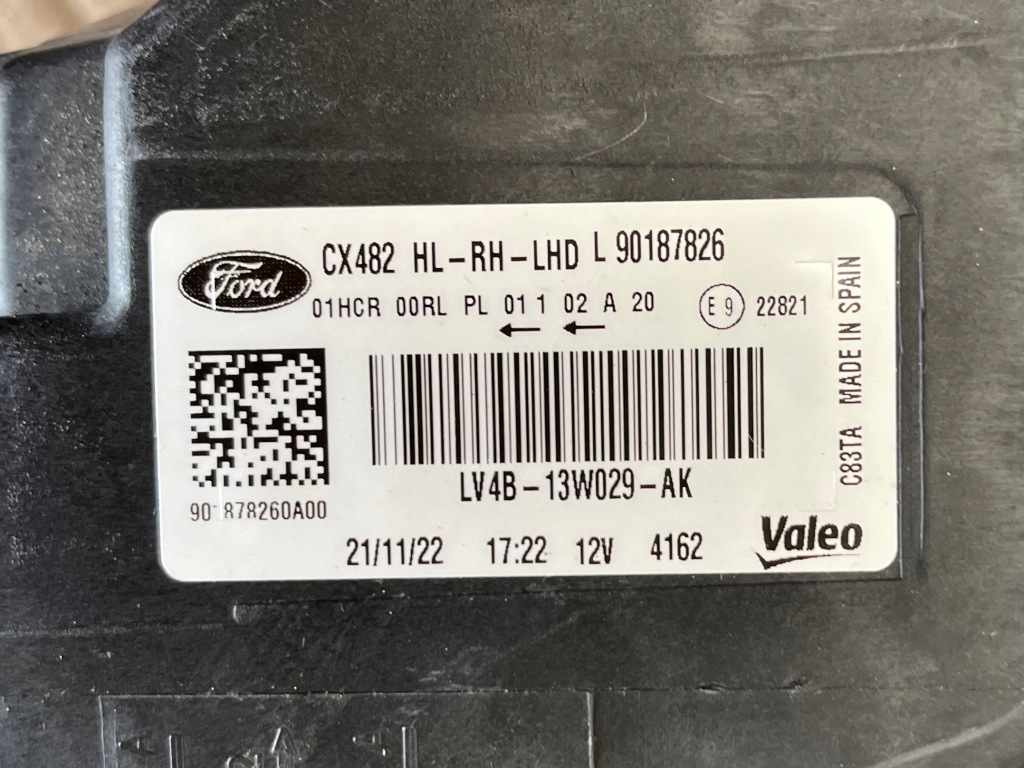 Ford
CX482 HL-RH-LHD L 90187826
01HCR 00RL PL 01 1 02 A 20 E 9 22821
LV4B-13W029-AK
901878260A00
21/11/22 17:22 12V 4162
Valeo
C83TA MADE IN SPAIN